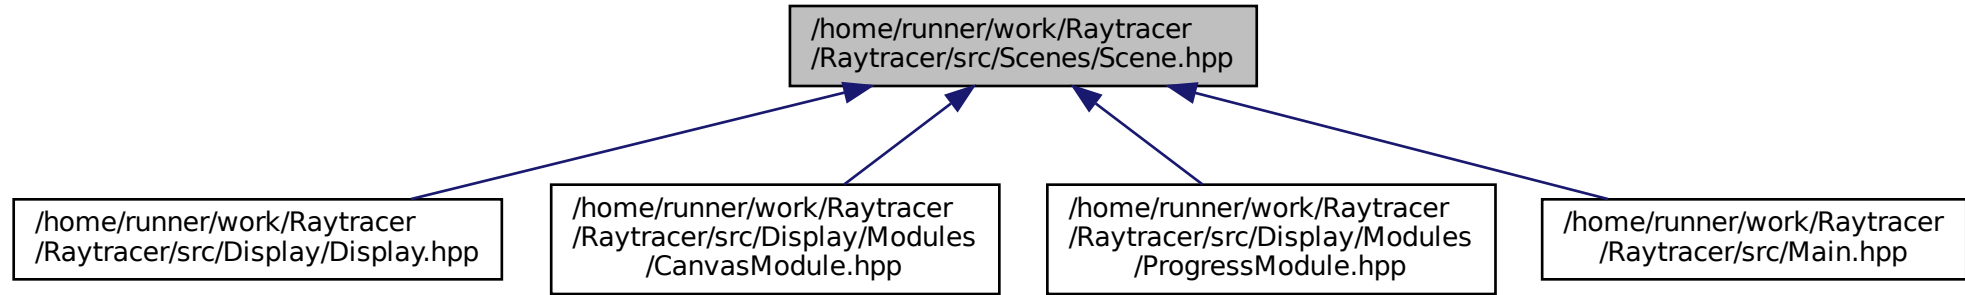 /home/runner/work/Raytracer
/Raytracer/src/Scenes/Scene.hpp
/home/runner/work/Raytracer
/Raytracer/src/Display/Display.hpp
/home/runner/work/Raytracer
/Raytracer/src/Display/Modules
/CanvasModule.hpp
/home/runner/work/Raytracer
/Raytracer/src/Display/Modules
/ProgressModule.hpp
/home/runner/work/Raytracer
/Raytracer/src/Main.hpp